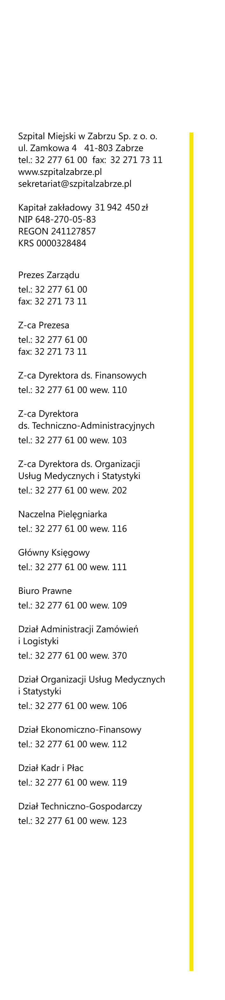 Szpital Miejski w Zabrzu Sp. z o. o.
ul. Zamkowa 4 41-803 Zabrze
tel.: 32 277 61 00 fax: 32 271 73 11
www.szpitalzabrze.pl
sekretariat@szpitalzabrze.pl
Kapitał zakładowy 31 942 450 zł
NIP 648-270-05-83
REGON 241127857
KRS 0000328484
Prezes Zarządu
tel.: 32 277 61 00
fax: 32 271 73 11
Z-ca Prezesa
tel.: 32 277 61 00
fax: 32 271 73 11
Z-ca Dyrektora ds. Finansowych
tel.: 32 277 61 00 wew. 110
Z-ca Dyrektora
ds. Techniczno-Administracyjnych
tel.: 32 277 61 00 wew. 103
Z-ca Dyrektora ds. Organizacji
Usług Medycznych i Statystyki
tel.: 32 277 61 00 wew. 202
Naczelna Pielęgniarka
tel.: 32 277 61 00 wew. 116
Główny Księgowy
tel.: 32 277 61 00 wew. 111
Biuro Prawne
tel.: 32 277 61 00 wew. 109
Dział Administracji Zamówień
i Logistyki
tel.: 32 277 61 00 wew. 370
Dział Organizacji Usług Medycznych
i Statystyki
tel.: 32 277 61 00 wew. 106
Dział Ekonomiczno-Finansowy
tel.: 32 277 61 00 wew. 112
Dział Kadr i Płac
tel.: 32 277 61 00 wew. 119
Dział Techniczno-Gospodarczy
tel.: 32 277 61 00 wew. 123